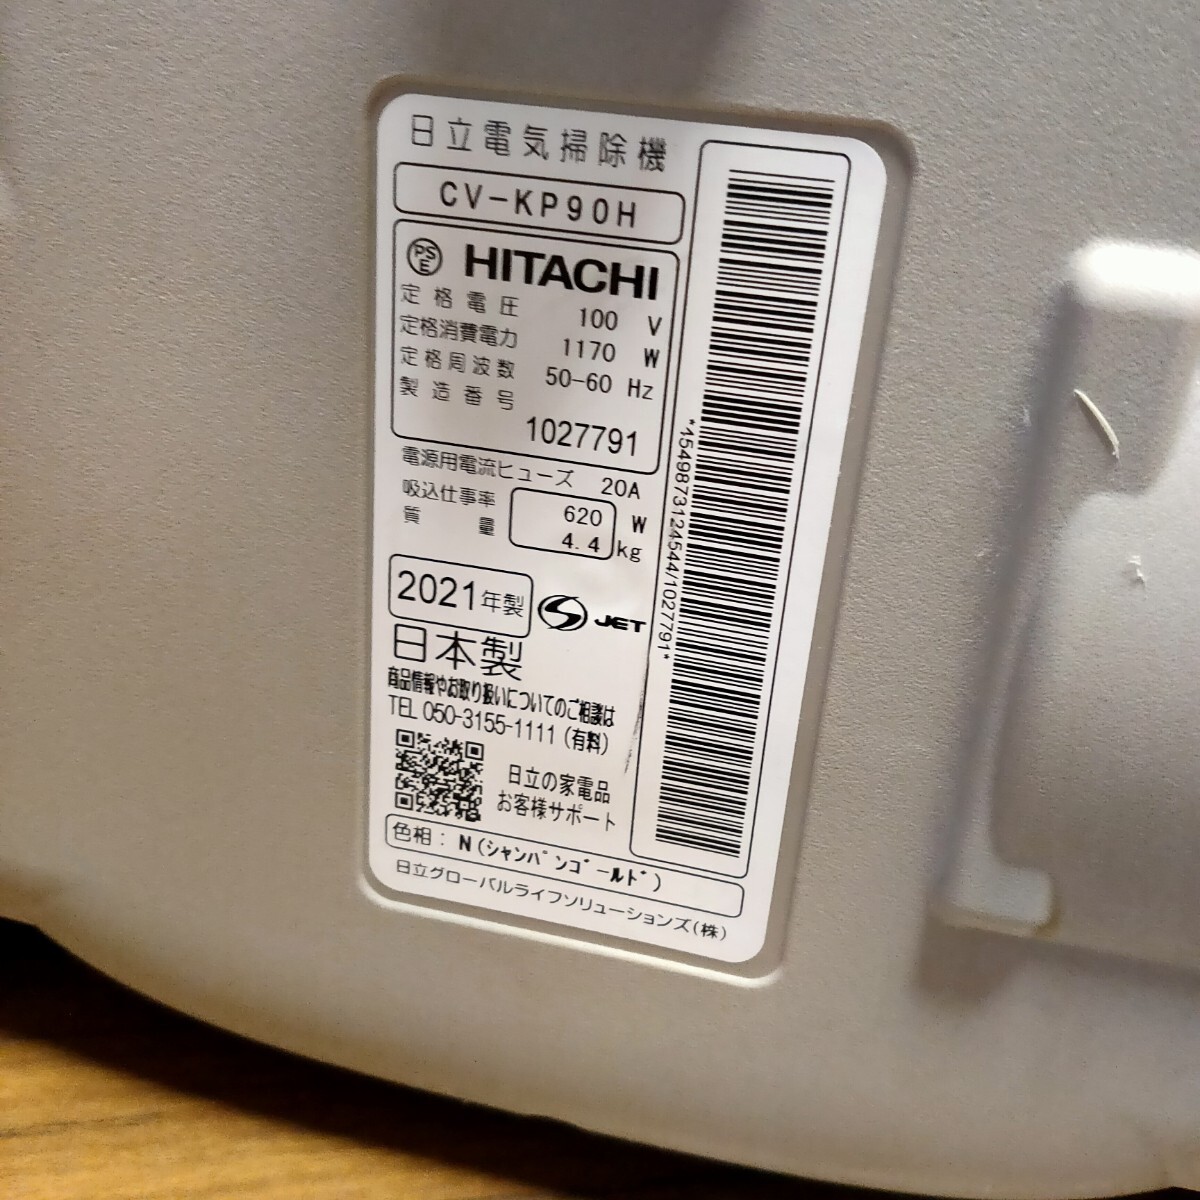 日立電気掃除機
CV-KP90H
PSE HITACHI
定格電圧 100 V
定格消費電力 1170 W
定格周波数 50-60 Hz
製造番号
1027791
電源用電流ヒューズ 20A
吸込仕事率 620 W
質量 4.4 kg
2021年製 S JET
日本製
商品情報やお取り扱いについてのご相談は
TEL 050-3155-1111 (有料)
日立の家電品
お客様サポート
色相: N(シャンパンゴールド)
日立グローバルライフソリューションズ(株)
*4549873124544/1027791*